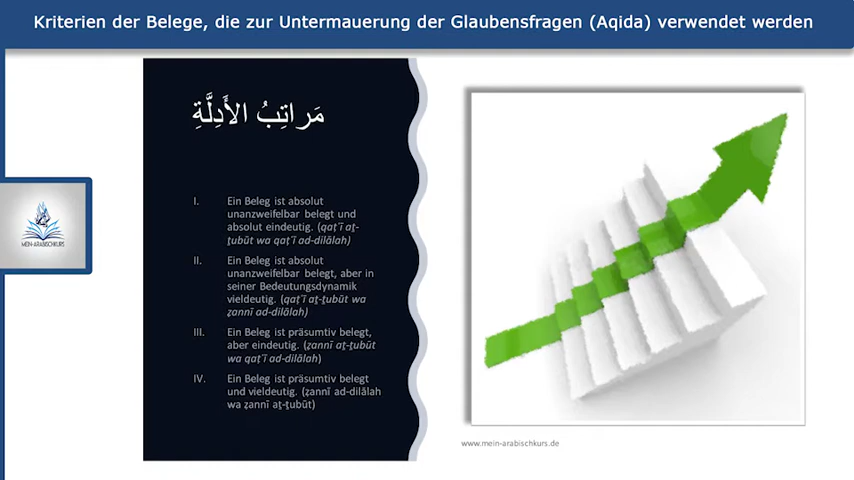 Kriterien der Belege, die zur Untermauerung der Glaubensfragen (Aqida) verwendet werden
مَراتِبُ الأَدِلَّةِ
I. Ein Beleg ist absolut
unanzweifelbar belegt und
absolut eindeutig. (qaṭʿī aṯ-
ṯubūt wa qaṭʿī ad-dilālah)
II. Ein Beleg ist absolut
unanzweifelbar belegt, aber in
seiner Bedeutungsdynamik
vieldeutig. (qaṭʿī aṯ-ṯubūt wa
ẓannī ad-dilālah)
III. Ein Beleg ist präsumtiv belegt,
aber eindeutig. (ẓannī aṯ-ṯubūt
wa qaṭʿī ad-dilālah)
IV. Ein Beleg ist präsumtiv belegt
und vieldeutig. (ẓannī ad-dilālah
wa ẓannī aṯ-ṯubūt)
MEIN-ARABISCHKURS
www.mein-arabischkurs.de